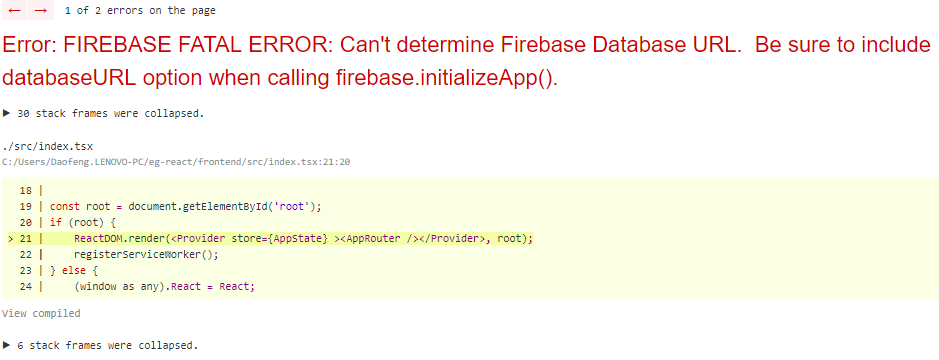 ← → 1 of 2 errors on the page
Error: FIREBASE FATAL ERROR: Can't determine Firebase Database URL.  Be sure to include
databaseURL option when calling firebase.initializeApp().
▶ 30 stack frames were collapsed.
./src/index.tsx
C:/Users/Daofeng.LENOVO-PC/eg-react/frontend/src/index.tsx:21:20
  18 |
  19 | const root = document.getElementById('root');
  20 | if (root) {
> 21 |     ReactDOM.render(<Provider store={AppState} ><AppRouter /></Provider>, root);
  22 |     registerServiceWorker();
  23 | } else {
  24 |     (window as any).React = React;
View compiled
▶ 6 stack frames were collapsed.